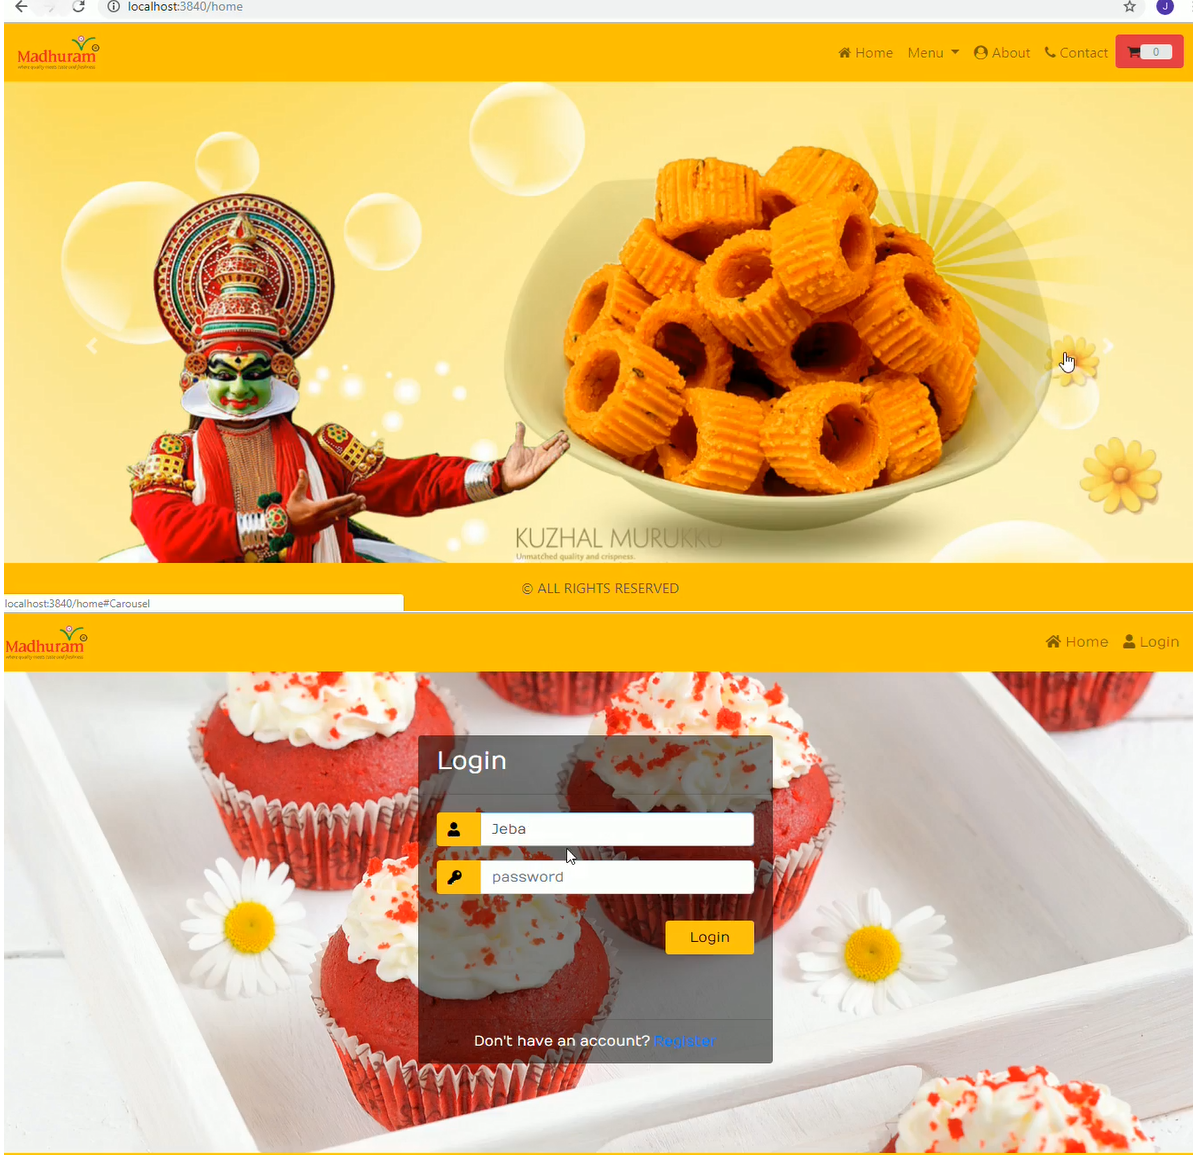 localhost:3840/home
J
Madhuram
where quality meets taste and freshness
Home Menu About Contact 0
KUZHAL MURUKKU
Unmatched quality and crispness.
© ALL RIGHTS RESERVED
localhost:3840/home#Carousel
Madhuram
where quality meets taste and freshness
Home Login
Login
Jeba
password
Login
Don't have an account? Register